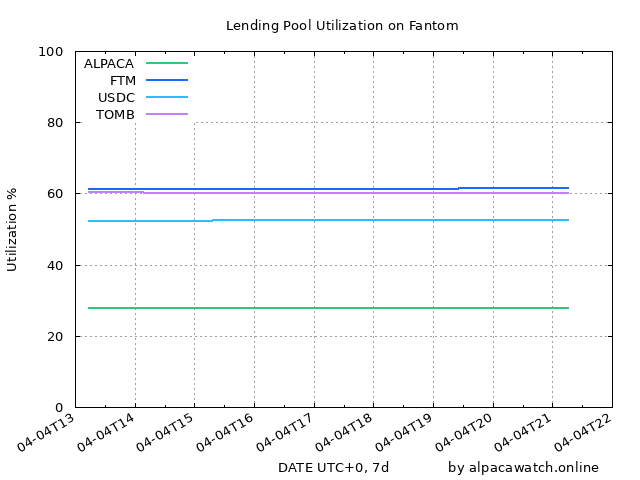 Lending Pool Utilization on Fantom
100
80
60
40
20
0
Utilization %
ALPACA
FTM
USDC
TOMB
04-04T13
04-04T14
04-04T15
04-04T16
04-04T17
04-04T18
04-04T19
04-04T20
04-04T21
04-04T22
DATE UTC+0, 7d
by alpacawatch.online